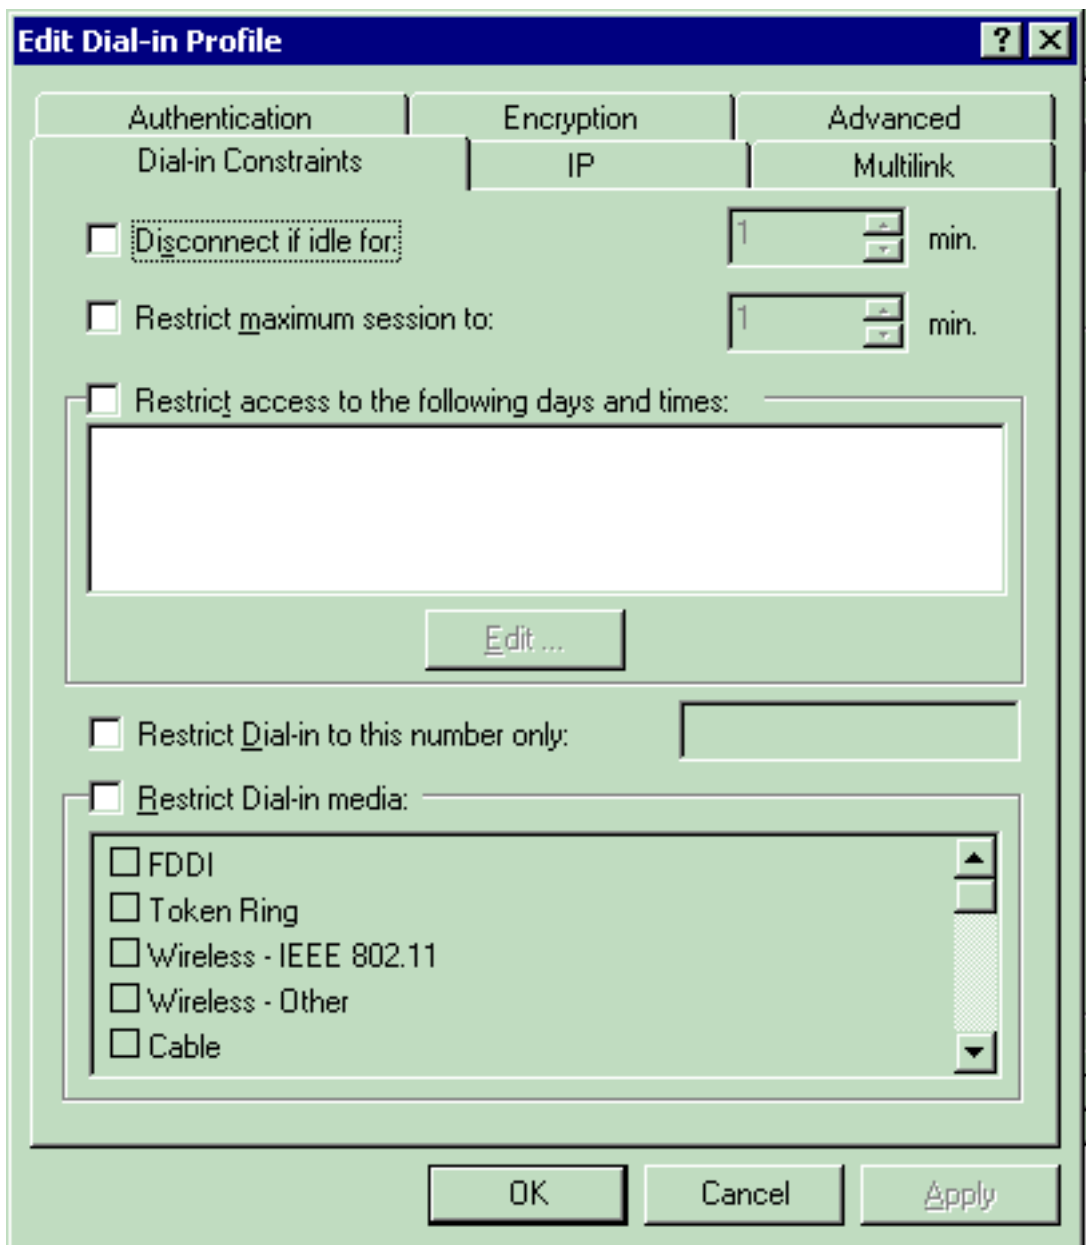 Edit Dial-in Profile
Authentication Encryption Advanced
Dial-in Constraints IP Multilink
Disconnect if idle for: 1 min.
Restrict maximum session to: 1 min.
Restrict access to the following days and times:
Edit ...
Restrict Dial-in to this number only:
Restrict Dial-in media:
FDDI
Token Ring
Wireless - IEEE 802.11
Wireless - Other
Cable
OK Cancel Apply